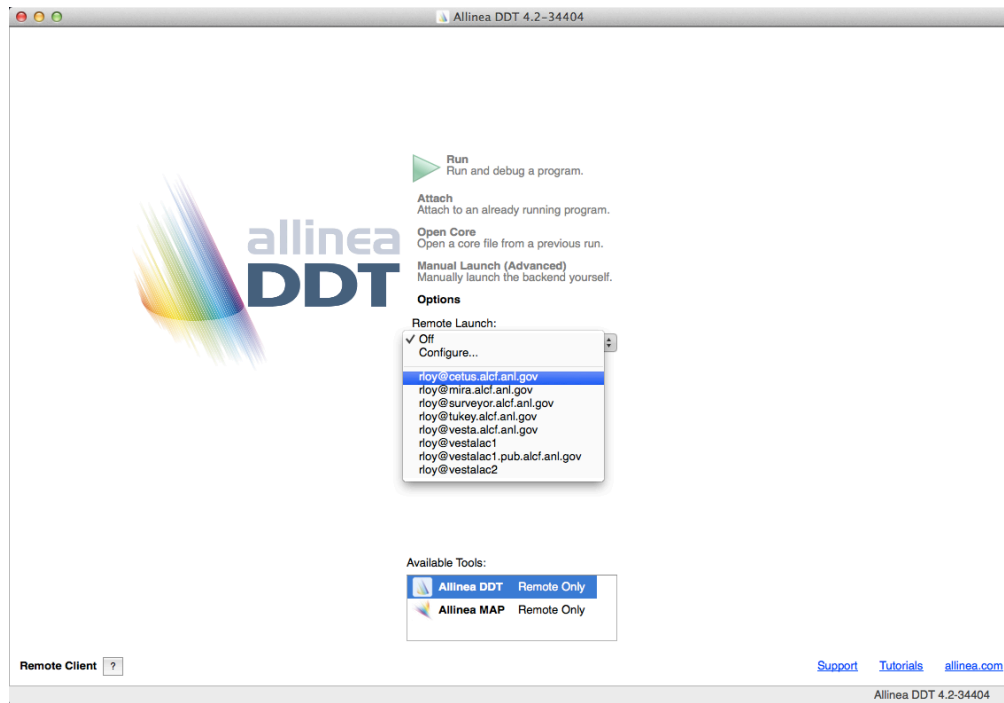 Allinea DDT 4.2-34404
Run
Run and debug a program.
Attach
Attach to an already running program.
Open Core
Open a core file from a previous run.
Manual Launch (Advanced)
Manually launch the backend yourself.
Options
allinea
DDT
Remote Launch:
✓ Off
Configure...
rloy@cetus.alcf.anl.gov
rloy@mira.alcf.anl.gov
rloy@surveyor.alcf.anl.gov
rloy@tukey.alcf.anl.gov
rloy@vesta.alcf.anl.gov
rloy@vestalac1
rloy@vestalac1.pub.alcf.anl.gov
rloy@vestalac2
Available Tools:
Allinea DDT Remote Only
Allinea MAP Remote Only
Remote Client ?
Support Tutorials allinea.com
Allinea DDT 4.2-34404